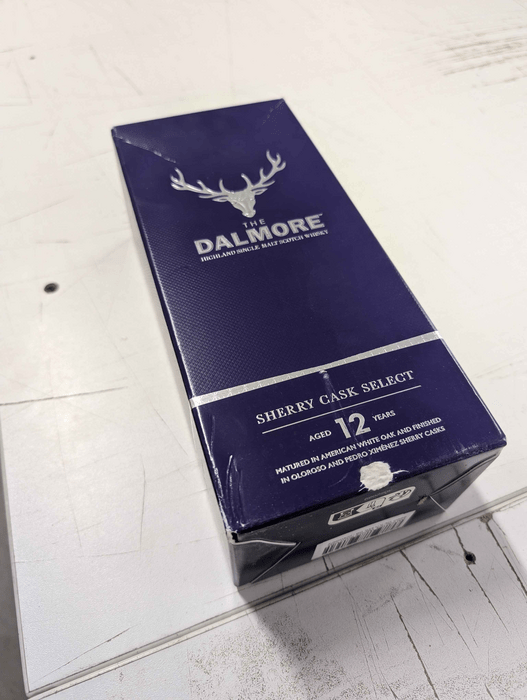 THE
DALMORE
HIGHLAND SINGLE MALT SCOTCH WHISKY
SHERRY CASK SELECT
AGED 12 YEARS
MATURED IN AMERICAN WHITE OAK AND FINISHED
IN OLOROSO AND PEDRO XIMÉNEZ SHERRY CASKS